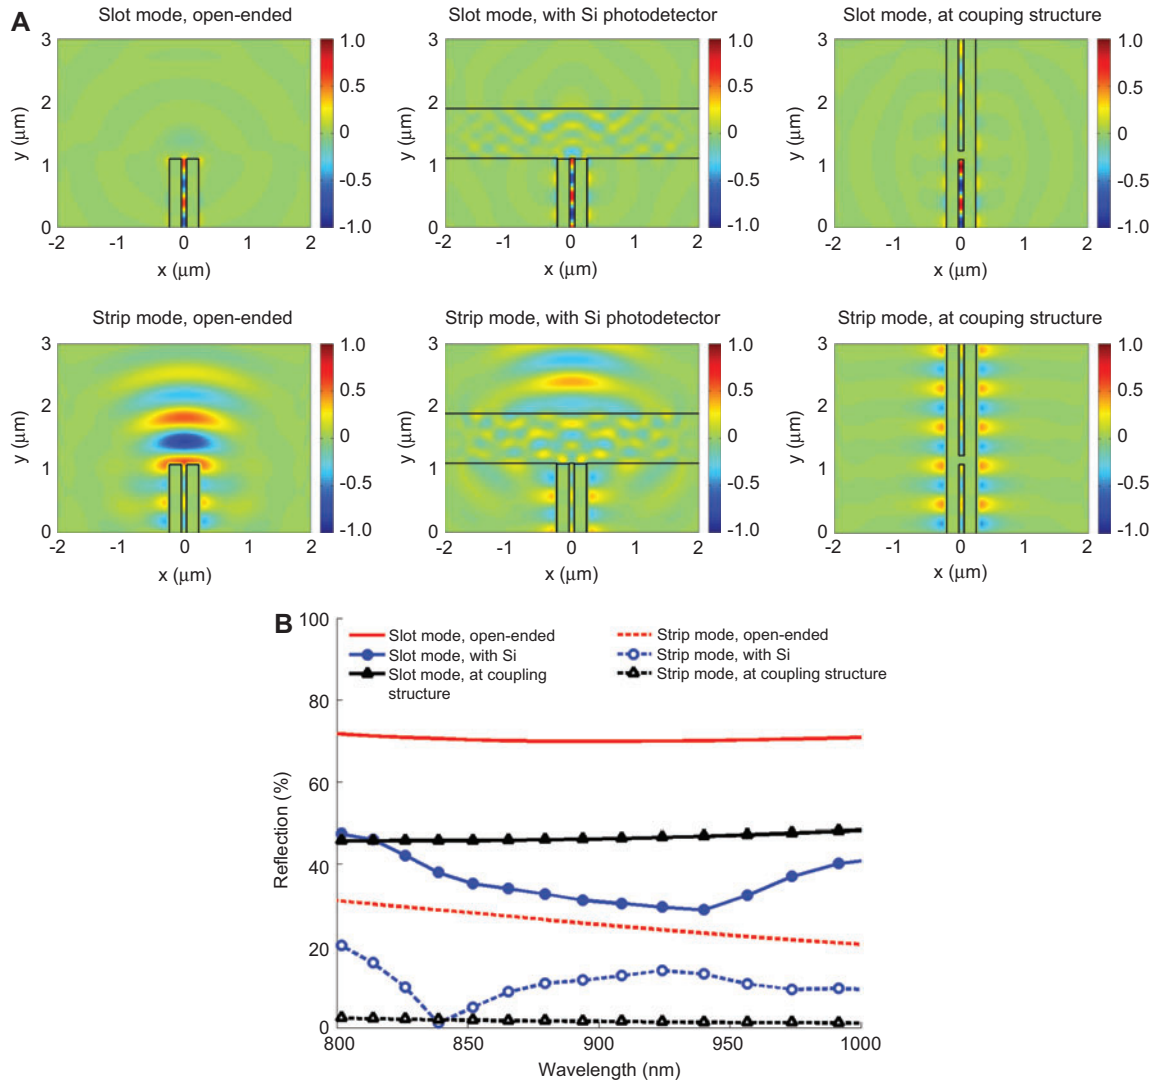 A
Slot mode, open-ended
Slot mode, with Si photodetector
Slot mode, at couping structure
3
2
1
0
y (μm)
-2 -1 0 1 2
x (μm)
1.0
0.5
0
-0.5
-1.0
3
2
1
0
y (μm)
-2 -1 0 1 2
x (μm)
1.0
0.5
0
-0.5
-1.0
3
2
1
0
y (μm)
-2 -1 0 1 2
x (μm)
1.0
0.5
0
-0.5
-1.0
Strip mode, open-ended
Strip mode, with Si photodetector
Strip mode, at couping structure
3
2
1
0
y (μm)
-2 -1 0 1 2
x (μm)
1.0
0.5
0
-0.5
-1.0
3
2
1
0
y (μm)
-2 -1 0 1 2
x (μm)
1.0
0.5
0
-0.5
-1.0
3
2
1
0
y (μm)
-2 -1 0 1 2
x (μm)
1.0
0.5
0
-0.5
-1.0
B
100
80
60
40
20
0
Reflection (%)
Slot mode, open-ended
Slot mode, with Si
Slot mode, at coupling
structure
Strip mode, open-ended
Strip mode, with Si
Strip mode, at coupling structure
800 850 900 950 1000
Wavelength (nm)